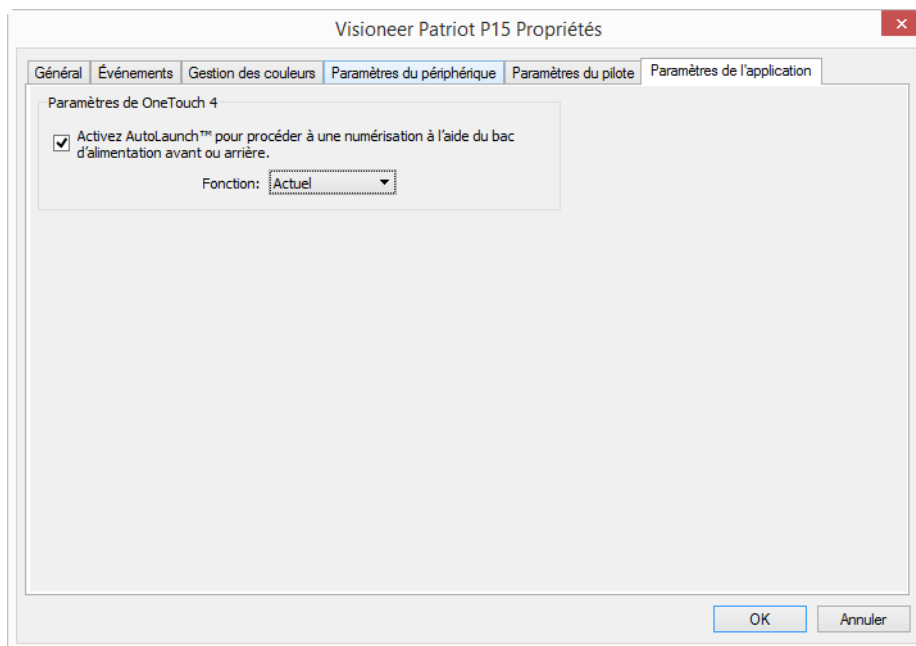 Visioneer Patriot P15 Propriétés
Général
Événements
Gestion des couleurs
Paramètres du périphérique
Paramètres du pilote
Paramètres de l'application
Paramètres de OneTouch 4
Activez AutoLaunch™ pour procéder à une numérisation à l'aide du bac
d'alimentation avant ou arrière.
Fonction: Actuel
OK
Annuler